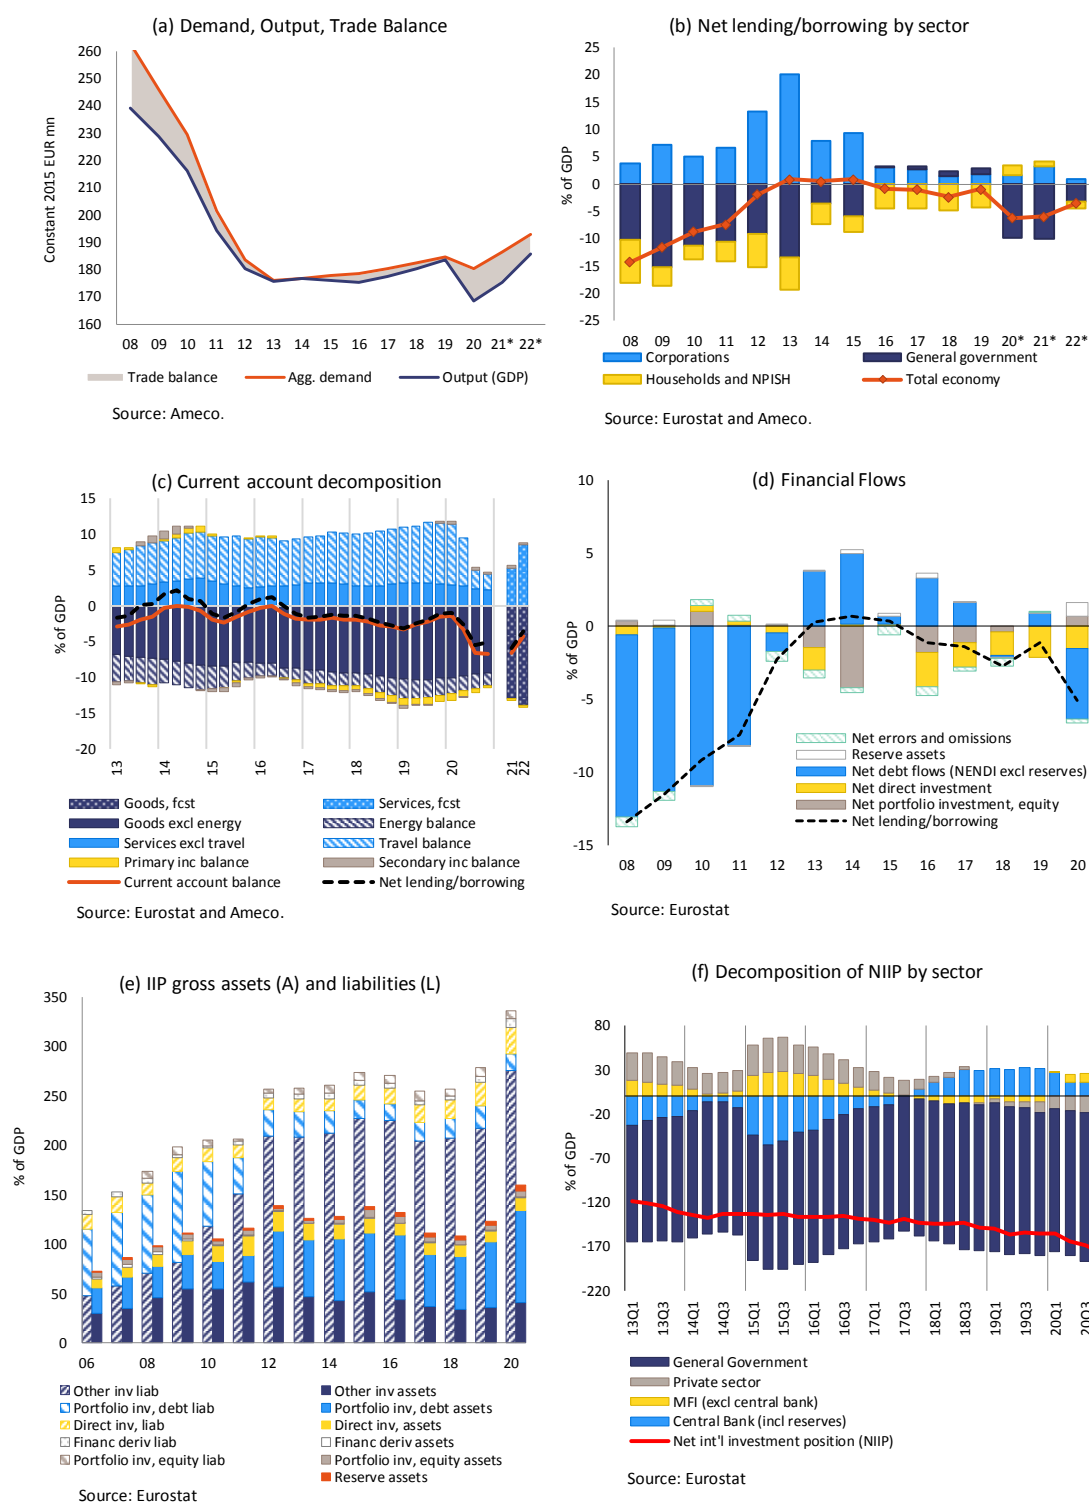 (a) Demand, Output, Trade Balance
260
250
240
230
220
210
200
190
180
170
160
Constant 2015 EUR mn
08 09 10 11 12 13 14 15 16 17 18 19 20 21* 22*
Trade balance Agg. demand Output (GDP)
Source: Ameco.
(b) Net lending/borrowing by sector
25
20
15
10
5
0
-5
-10
-15
-20
-25
% of GDP
08 09 10 11 12 13 14 15 16 17 18 19 20* 21* 22*
Corporations General government
Households and NPISH Total economy
Source: Eurostat and Ameco.
(c) Current account decomposition
15
10
5
0
-5
-10
-15
-20
% of GDP
13 14 15 16 17 18 19 20 21 22
Goods, fcst Services, fcst
Goods excl energy Energy balance
Services excl travel Travel balance
Primary inc balance Secondary inc balance
Current account balance Net lending/borrowing
Source: Eurostat and Ameco.
(d) Financial Flows
10
5
0
-5
-10
-15
% of GDP
Net errors and omissions
Reserve assets
Net debt flows (NENDI excl reserves)
Net direct investment
Net portfolio investment, equity
Net lending/borrowing
08 09 10 11 12 13 14 15 16 17 18 19 20
Source: Eurostat
(e) IIP gross assets (A) and liabilities (L)
350
300
250
200
150
100
50
0
% of GDP
06 08 10 12 14 16 18 20
Other inv liab Other inv assets
Portfolio inv, debt liab Portfolio inv, debt assets
Direct inv, liab Direct inv, assets
Financ deriv liab Financ deriv assets
Portfolio inv, equity liab Portfolio inv, equity assets
Reserve assets
Source: Eurostat
(f) Decomposition of NIIP by sector
80
30
-20
-70
-120
-170
-220
% of GDP
13Q1 13Q3 14Q1 14Q3 15Q1 15Q3 16Q1 16Q3 17Q1 17Q3 18Q1 18Q3 19Q1 19Q3 20Q1 20Q3
General Government
Private sector
MFI (excl central bank)
Central Bank (incl reserves)
Net int'l investment position (NIIP)
Source: Eurostat